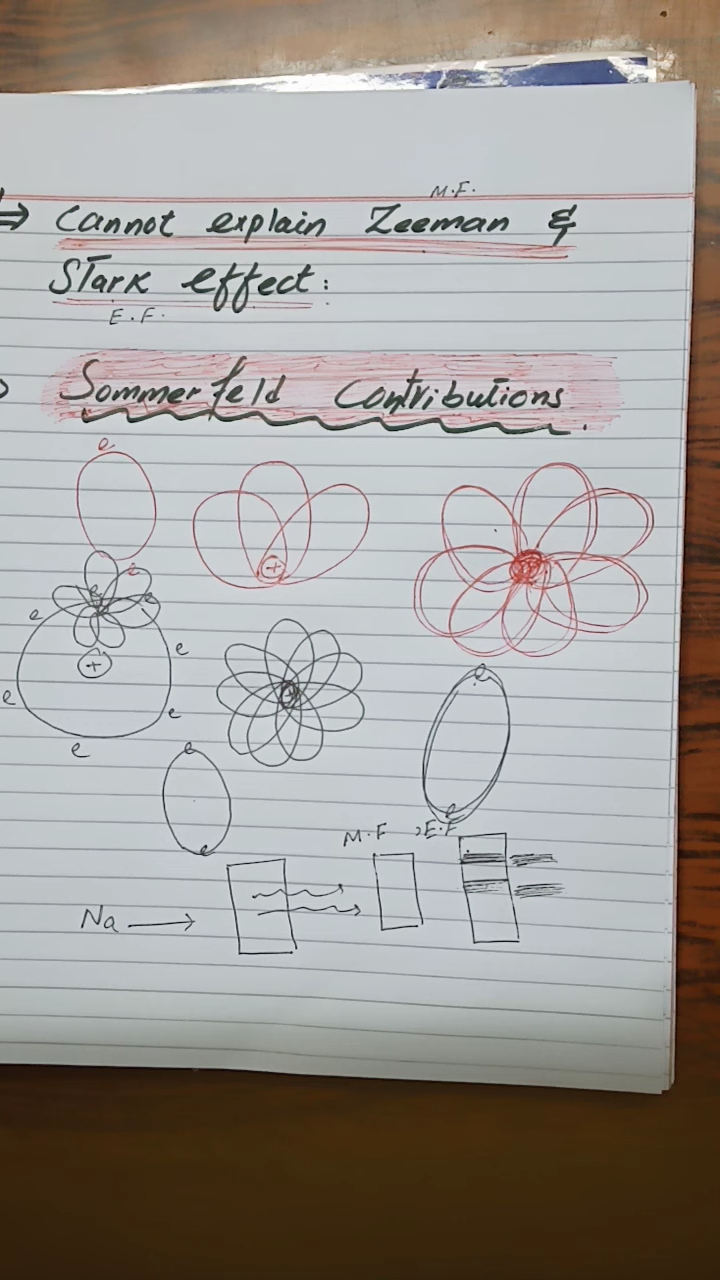 ⇒ Cannot explain Zeeman &
M.F.
Stark effect:
E.F.
Sommerfeld Contributions.
e
+
e
e
e
e
e
+
e
e
e
e
e
e
e
M.F ,E.F
Na →